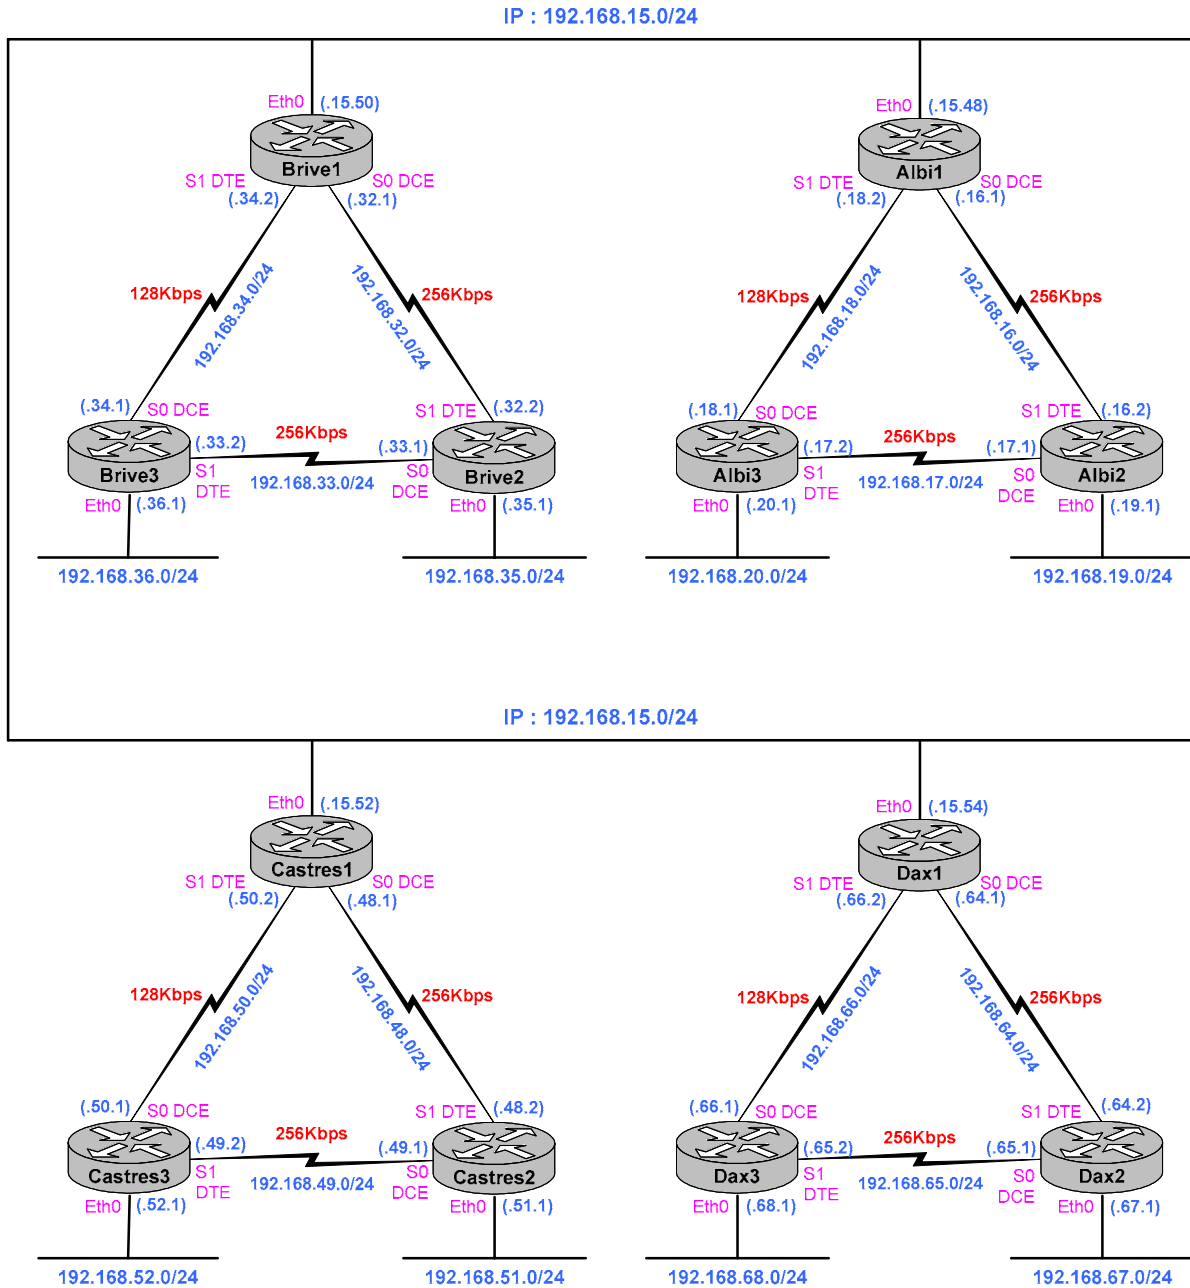 IP : 192.168.15.0/24
Eth0 (.15.50)
Brive1
S1 DTE
S0 DCE
(.34.2)
(.32.1)
128Kbps
192.168.34.0/24
192.168.32.0/24
256Kbps
(.34.1)
S0 DCE
S1 DTE
(.32.2)
Brive3
(.33.2)
256Kbps
(.33.1)
Brive2
S1
DTE
192.168.33.0/24
S0
DCE
Eth0 (.36.1)
Eth0 (.35.1)
192.168.36.0/24
192.168.35.0/24
Eth0 (.15.48)
Albi1
S1 DTE
S0 DCE
(.18.2)
(.16.1)
128Kbps
192.168.18.0/24
192.168.16.0/24
256Kbps
(.18.1)
S0 DCE
S1 DTE
(.16.2)
Albi3
(.17.2)
256Kbps
(.17.1)
Albi2
S1
DTE
192.168.17.0/24
S0
DCE
Eth0 (.20.1)
Eth0 (.19.1)
192.168.20.0/24
192.168.19.0/24
IP : 192.168.15.0/24
Eth0 (.15.52)
Castres1
S1 DTE
S0 DCE
(.50.2)
(.48.1)
128Kbps
192.168.50.0/24
192.168.48.0/24
256Kbps
(.50.1)
S0 DCE
S1 DTE
(.48.2)
Castres3
(.49.2)
256Kbps
(.49.1)
Castres2
S1
DTE
192.168.49.0/24
S0
DCE
Eth0 (.52.1)
Eth0 (.51.1)
192.168.52.0/24
192.168.51.0/24
Eth0 (.15.54)
Dax1
S1 DTE
S0 DCE
(.66.2)
(.64.1)
128Kbps
192.168.66.0/24
192.168.64.0/24
256Kbps
(.66.1)
S0 DCE
S1 DTE
(.64.2)
Dax3
(.65.2)
256Kbps
(.65.1)
Dax2
S1
DTE
192.168.65.0/24
S0
DCE
Eth0 (.68.1)
Eth0 (.67.1)
192.168.68.0/24
192.168.67.0/24